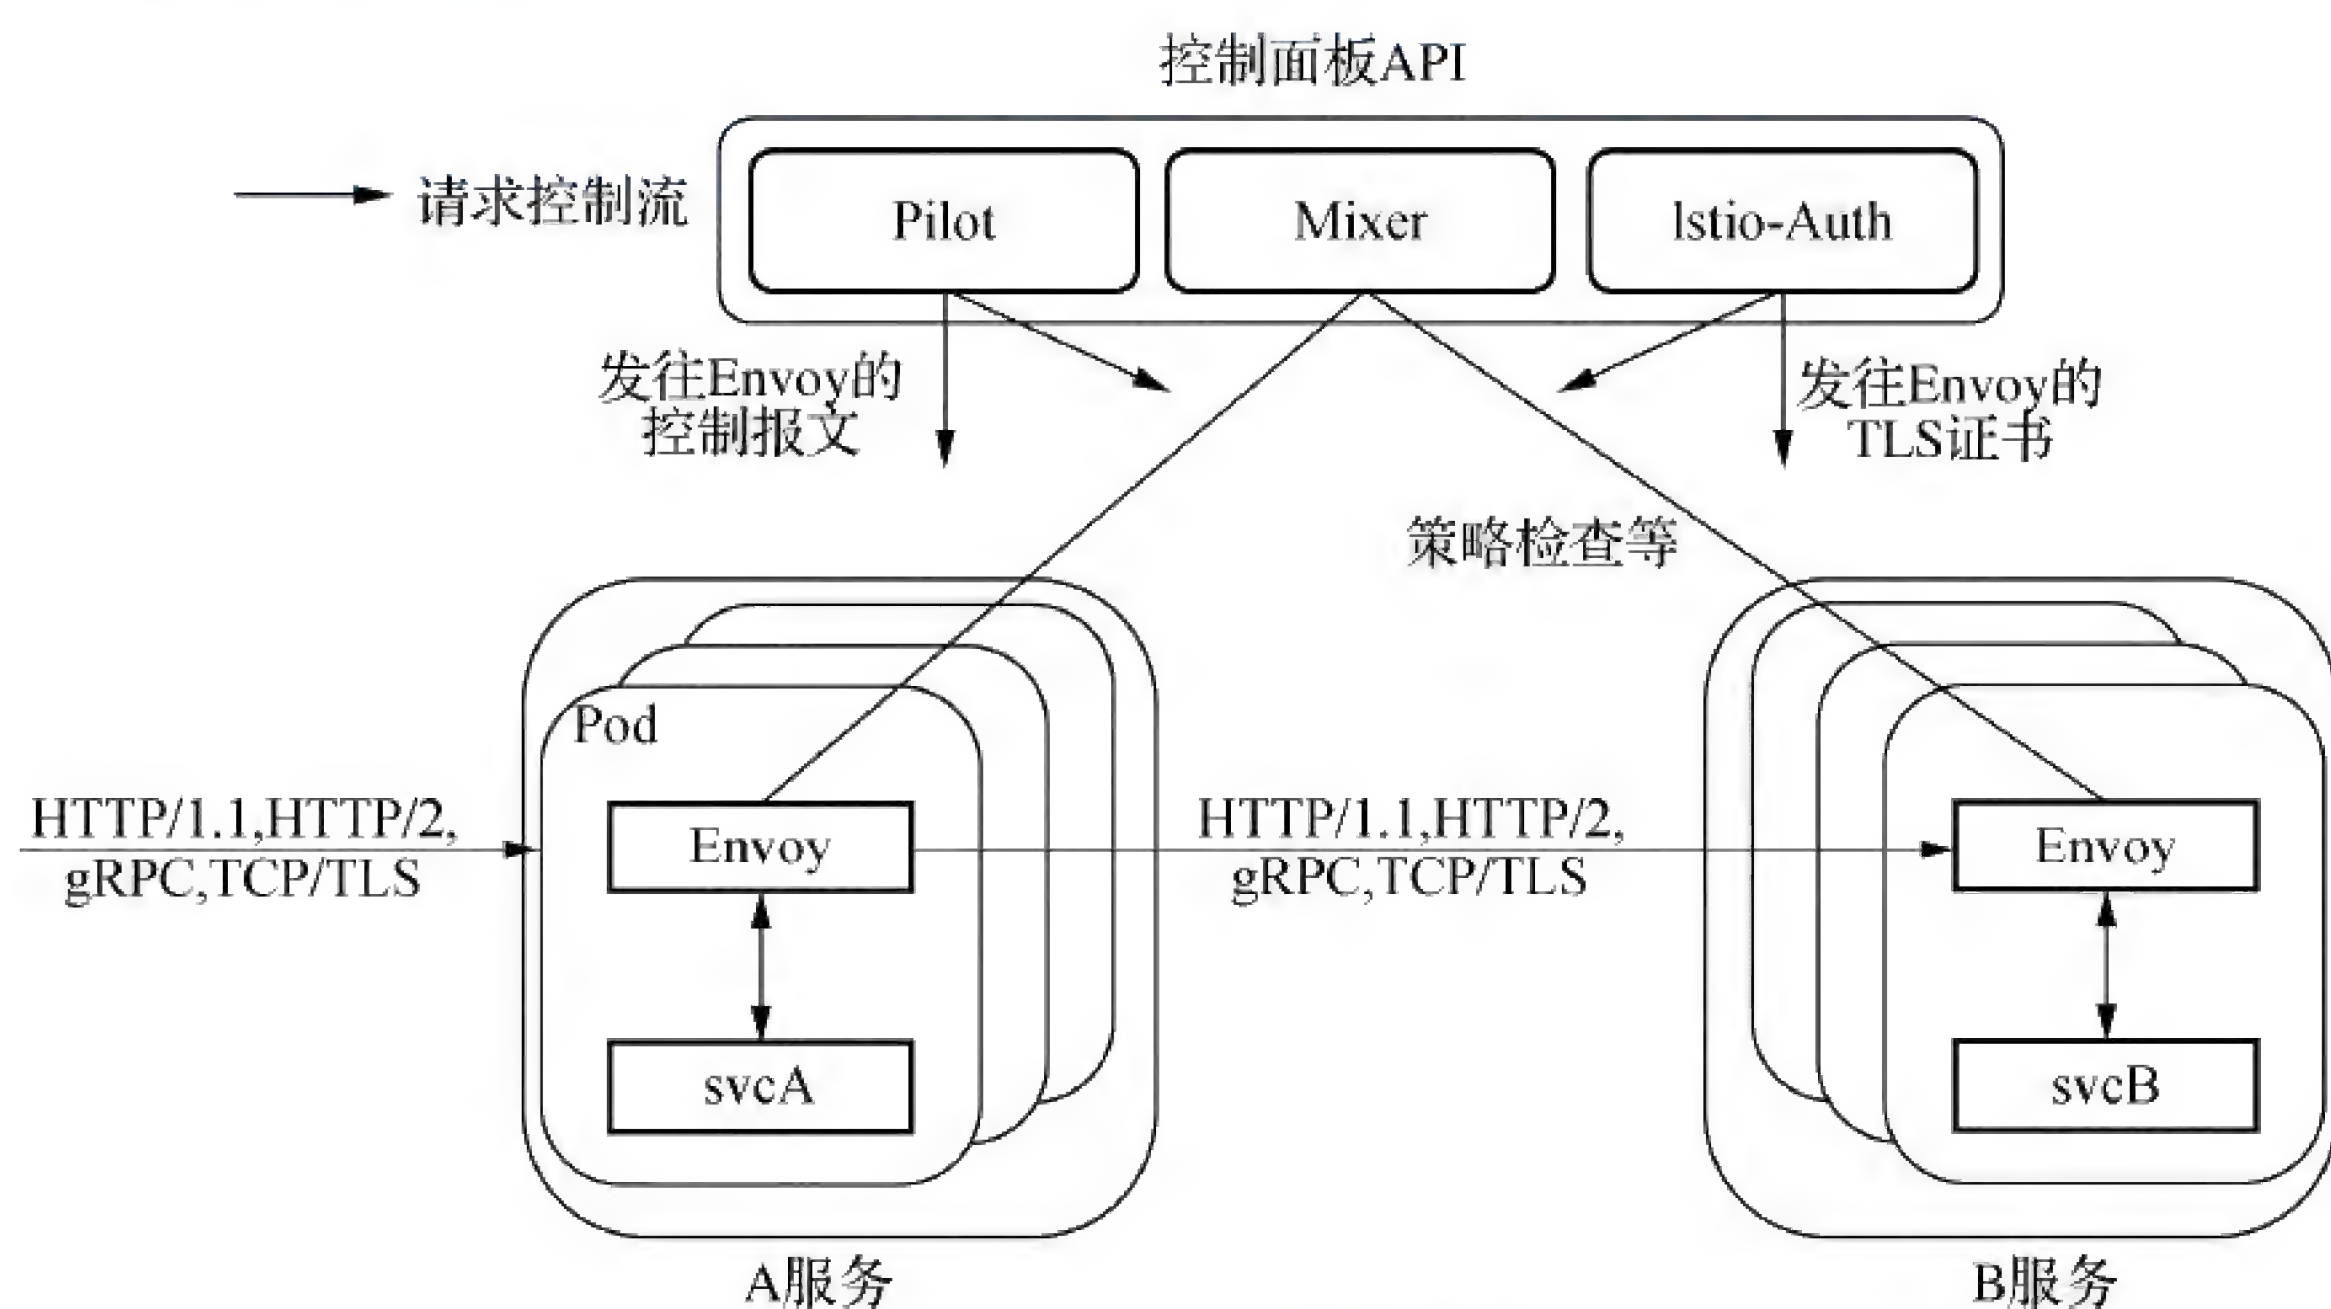 控制面板API
请求控制流
Pilot
Mixer
Istio-Auth
发往Envoy的
控制报文
发往Envoy的
TLS证书
策略检查等
Pod
HTTP/1.1,HTTP/2,
gRPC,TCP/TLS
Envoy
HTTP/1.1,HTTP/2,
gRPC,TCP/TLS
Envoy
svcA
svcB
A服务
B服务